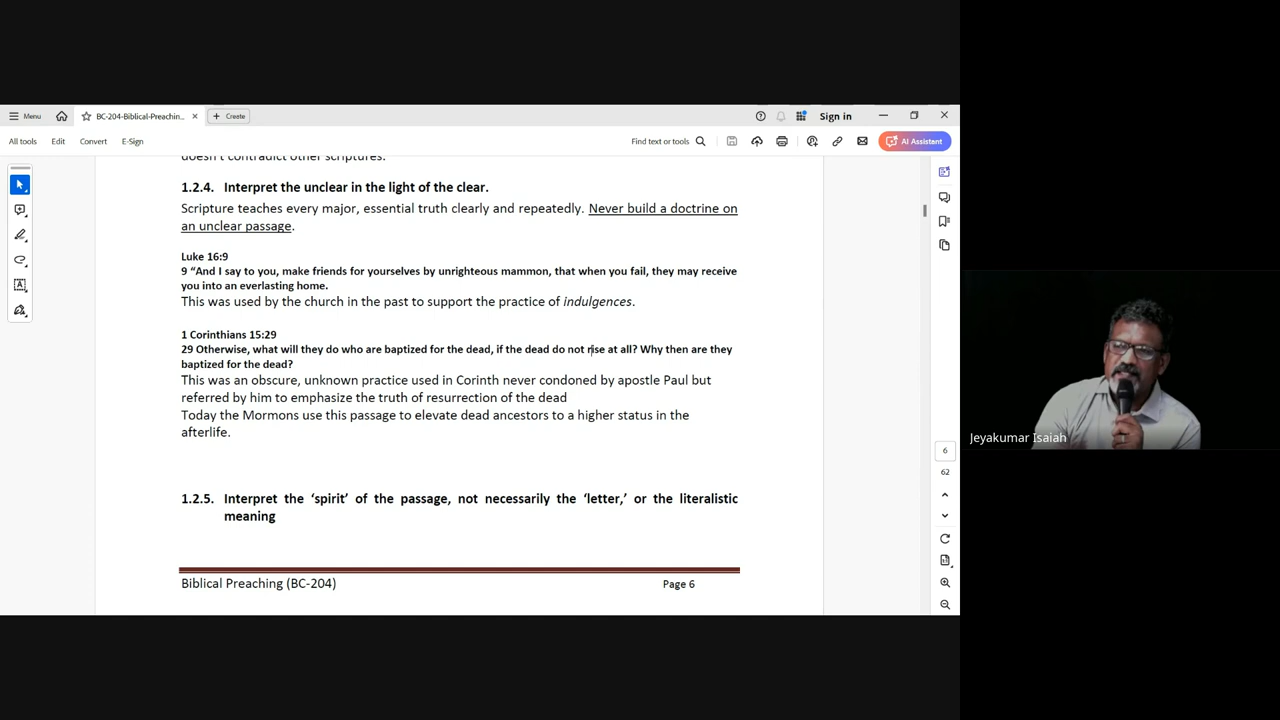 Menu
BC-204-Biblical-Preachin...
Create
Sign in
All tools
Edit
Convert
E-Sign
Find text or tools
AI Assistant
doesn't contradict other scriptures.
1.2.4. Interpret the unclear in the light of the clear.
Scripture teaches every major, essential truth clearly and repeatedly. Never build a doctrine on
an unclear passage.
Luke 16:9
9 “And I say to you, make friends for yourselves by unrighteous mammon, that when you fail, they may receive
you into an everlasting home.
This was used by the church in the past to support the practice of indulgences.
1 Corinthians 15:29
29 Otherwise, what will they do who are baptized for the dead, if the dead do not rise at all? Why then are they
baptized for the dead?
This was an obscure, unknown practice used in Corinth never condoned by apostle Paul but
referred by him to emphasize the truth of resurrection of the dead
Today the Mormons use this passage to elevate dead ancestors to a higher status in the
afterlife.
1.2.5. Interpret the ‘spirit’ of the passage, not necessarily the ‘letter,’ or the literalistic
meaning
Biblical Preaching (BC-204)
Page 6
6
62
Jeyakumar Isaiah